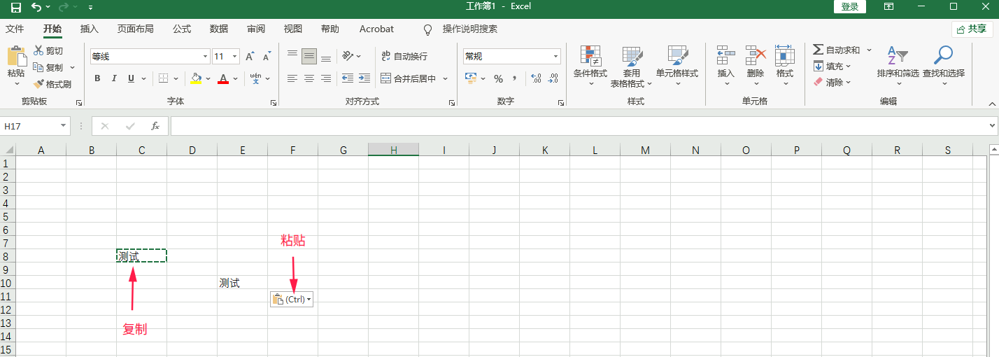 工作簿1 - Excel
登录
文件 开始 插入 页面布局 公式 数据 审阅 视图 帮助 Acrobat 操作说明搜索 共享
粘贴
剪切
复制
格式刷
剪贴板
等线 11 A A
B I U A wén 文
字体
ab 自动换行
合并后居中
对齐方式
常规
% , .00 .00
数字
条件格式
套用
表格格式
单元格样式
样式
插入 删除 格式
单元格
自动求和
填充
清除
排序和筛选 查找和选择
编辑
H17 fx
A B C D E F G H I J K L M N O P Q R S
1
2
3
4
5
6
7
粘贴
8 测试
9
10 测试
11 (Ctrl)
12
13
复制
14
15